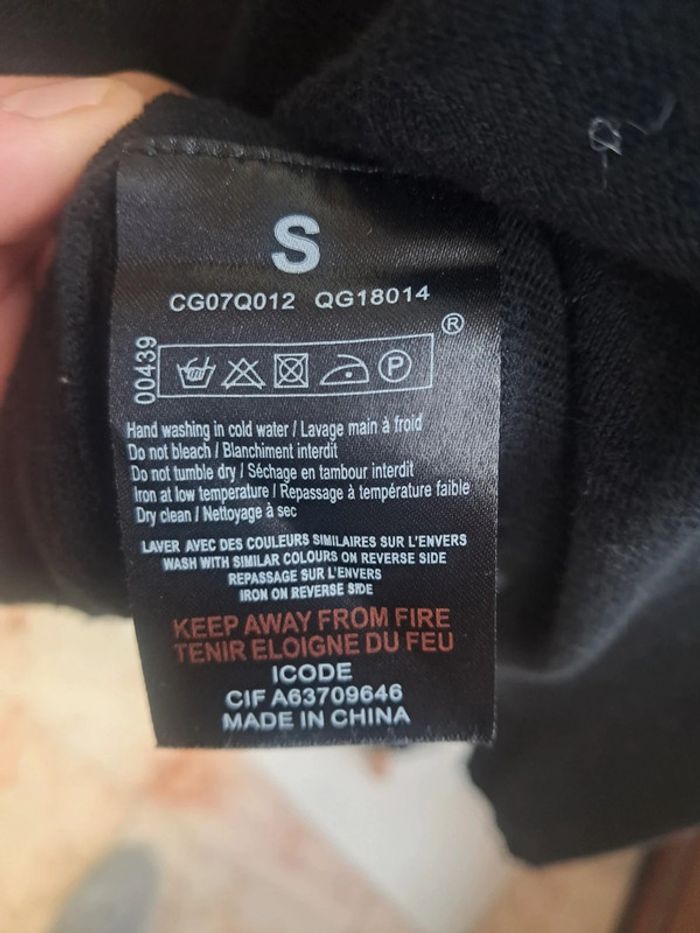 S
CG07Q012 QG18014
®
00439
P
Hand washing in cold water / Lavage main à froid
Do not bleach / Blanchiment interdit
Do not tumble dry / Séchage en tambour interdit
Iron at low temperature / Repassage à température faible
Dry clean / Nettoyage à sec
LAVER AVEC DES COULEURS SIMILAIRES SUR L'ENVERS
WASH WITH SIMILAR COLOURS ON REVERSE SIDE
REPASSAGE SUR L'ENVERS
IRON ON REVERSE SIDE
KEEP AWAY FROM FIRE
TENIR ELOIGNE DU FEU
ICODE
CIF A63709646
MADE IN CHINA